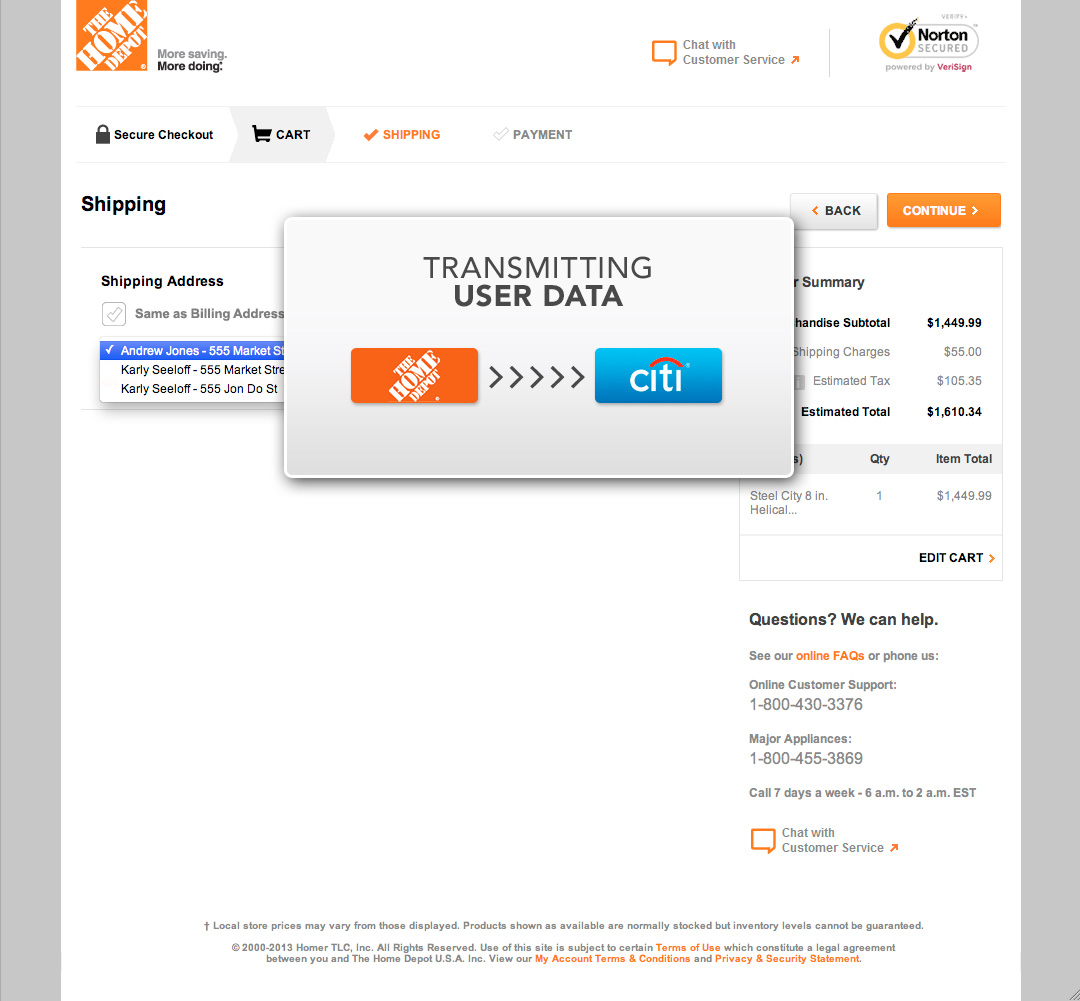 THE
HOME
DEPOT
More saving.
More doing.
Chat with
Customer Service
VERIFY
Norton
SECURED
powered by VeriSign
Secure Checkout
CART
SHIPPING
PAYMENT
Shipping
BACK
CONTINUE
TRANSMITTING
USER DATA
THE
HOME
DEPOT
citi
Shipping Address
Same as Billing Address
Andrew Jones - 555 Market St
Karly Seeloff - 555 Market Stre
Karly Seeloff - 555 Jon Do St
r Summary
handise Subtotal $1,449.99
Shipping Charges $55.00
Estimated Tax $105.35
Estimated Total $1,610.34
s) Qty Item Total
Steel City 8 in. 1 $1,449.99
Helical...
EDIT CART
Questions? We can help.
See our online FAQs or phone us:
Online Customer Support:
1-800-430-3376
Major Appliances:
1-800-455-3869
Call 7 days a week - 6 a.m. to 2 a.m. EST
Chat with
Customer Service
† Local store prices may vary from those displayed. Products shown as available are normally stocked but inventory levels cannot be guaranteed.
© 2000-2013 Homer TLC, Inc. All Rights Reserved. Use of this site is subject to certain Terms of Use which constitute a legal agreement
between you and The Home Depot U.S.A. Inc. View our My Account Terms & Conditions and Privacy & Security Statement.